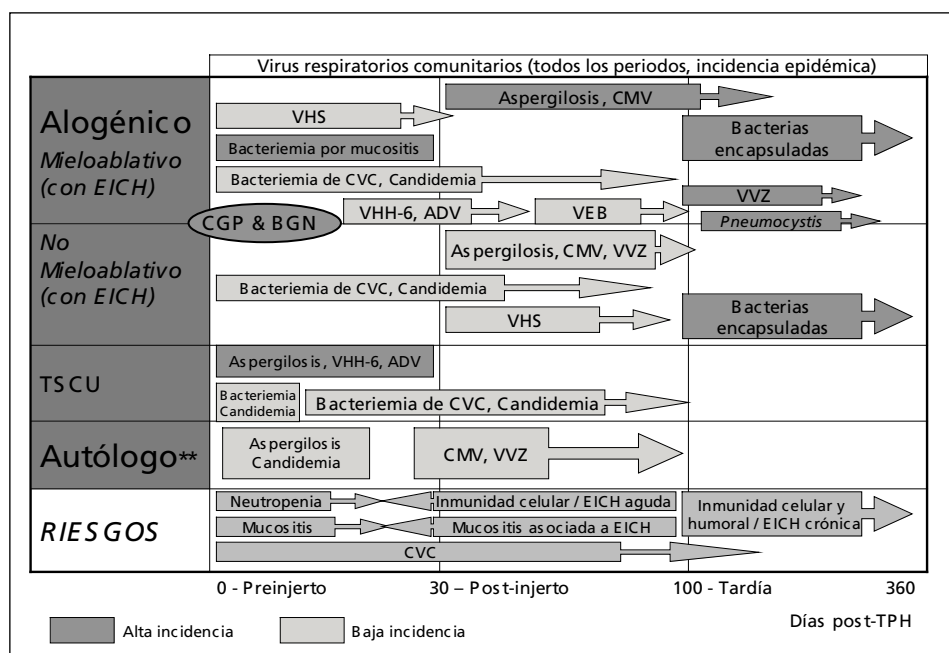 Virus respiratorios comunitarios (todos los periodos, incidencia epidémica)
Alogénico
Mieloablativo
(con EICH)
VHS
Aspergilosis, CMV
Bacteriemia por mucositis
Bacterias
encapsuladas
Bacteriemia de CVC, Candidemia
CGP & BGN
VHH-6, ADV
VEB
VVZ
Pneumocystis
No
Mieloablativo
(con EICH)
Aspergilosis, CMV, VVZ
Bacteriemia de CVC, Candidemia
VHS
Bacterias
encapsuladas
TSCU
Aspergilosis, VHH-6, ADV
Bacteriemia
Candidemia
Bacteriemia de CVC, Candidemia
Autólogo**
Aspergilosis
Candidemia
CMV, VVZ
RIESGOS
Neutropenia
Inmunidad celular / EICH aguda
Mucositis
Mucositis asociada a EICH
Inmunidad celular y
humoral / EICH crónica
CVC
0 - Preinjerto
30 – Post-injerto
100 - Tardía
360
Días post-TPH
Alta incidencia
Baja incidencia